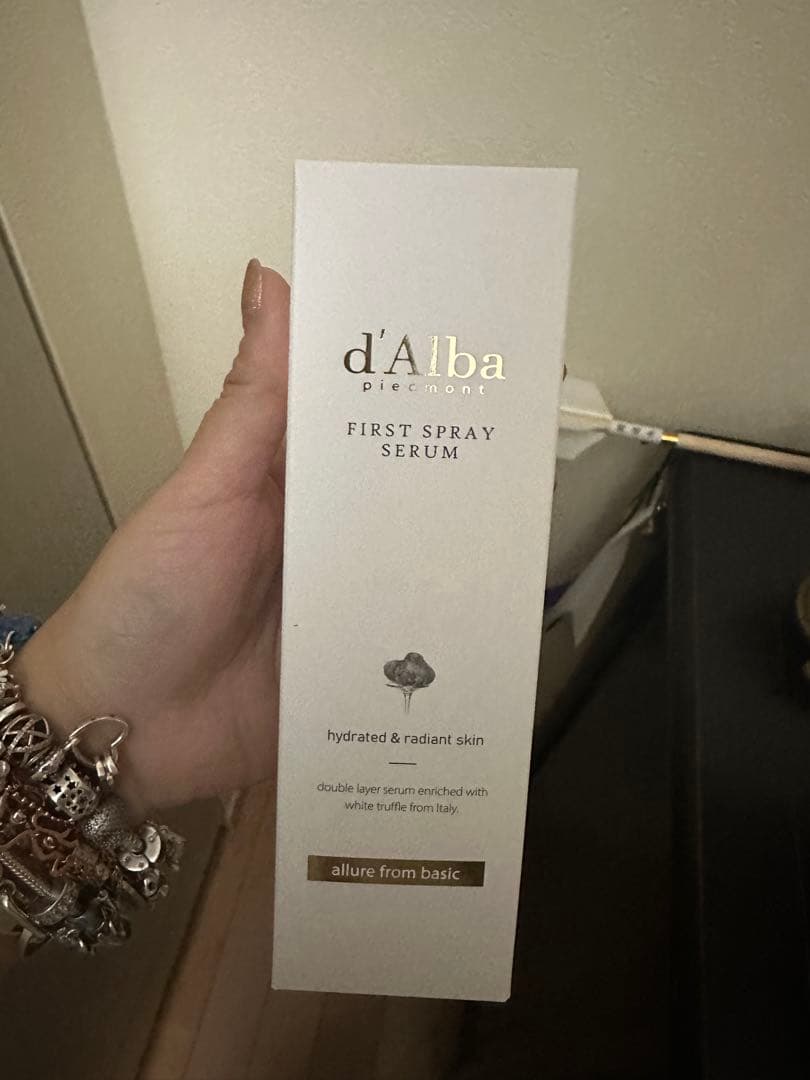 d'Alba
piedmont
FIRST SPRAY
SERUM
hydrated & radiant skin
double layer serum enriched with
white truffle from Italy.
allure from basic